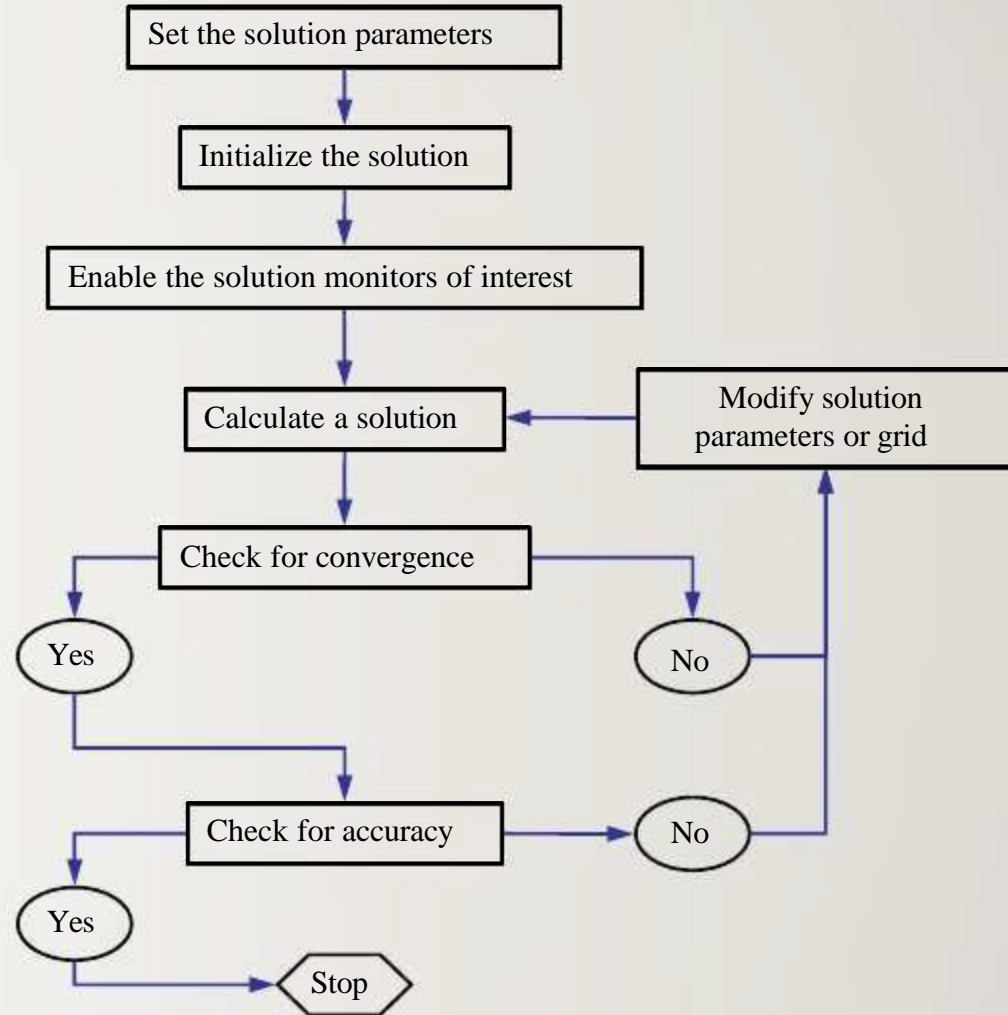 Set the solution parameters
Initialize the solution
Enable the solution monitors of interest
Calculate a solution
Modify solution
parameters or grid
Check for convergence
Yes
No
Check for accuracy
No
Yes
Stop